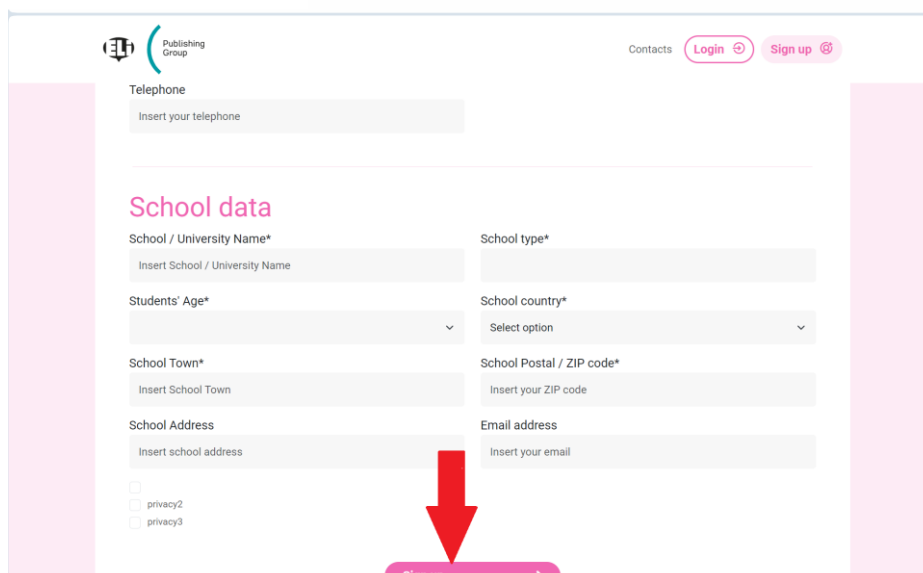 ELi
Publishing
Group
Contacts
Login
Sign up
Telephone
Insert your telephone
School data
School / University Name*
School type*
Insert School / University Name
Students' Age*
School country*
Select option
School Town*
School Postal / ZIP code*
Insert School Town
Insert your ZIP code
School Address
Email address
Insert school address
Insert your email
privacy2
privacy3